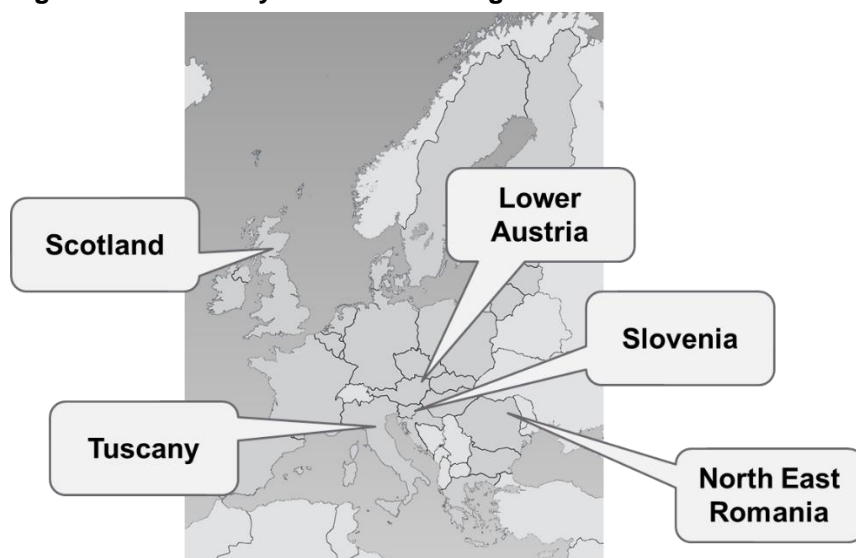 Lower
Austria
Scotland
Slovenia
Tuscany
North East
Romania